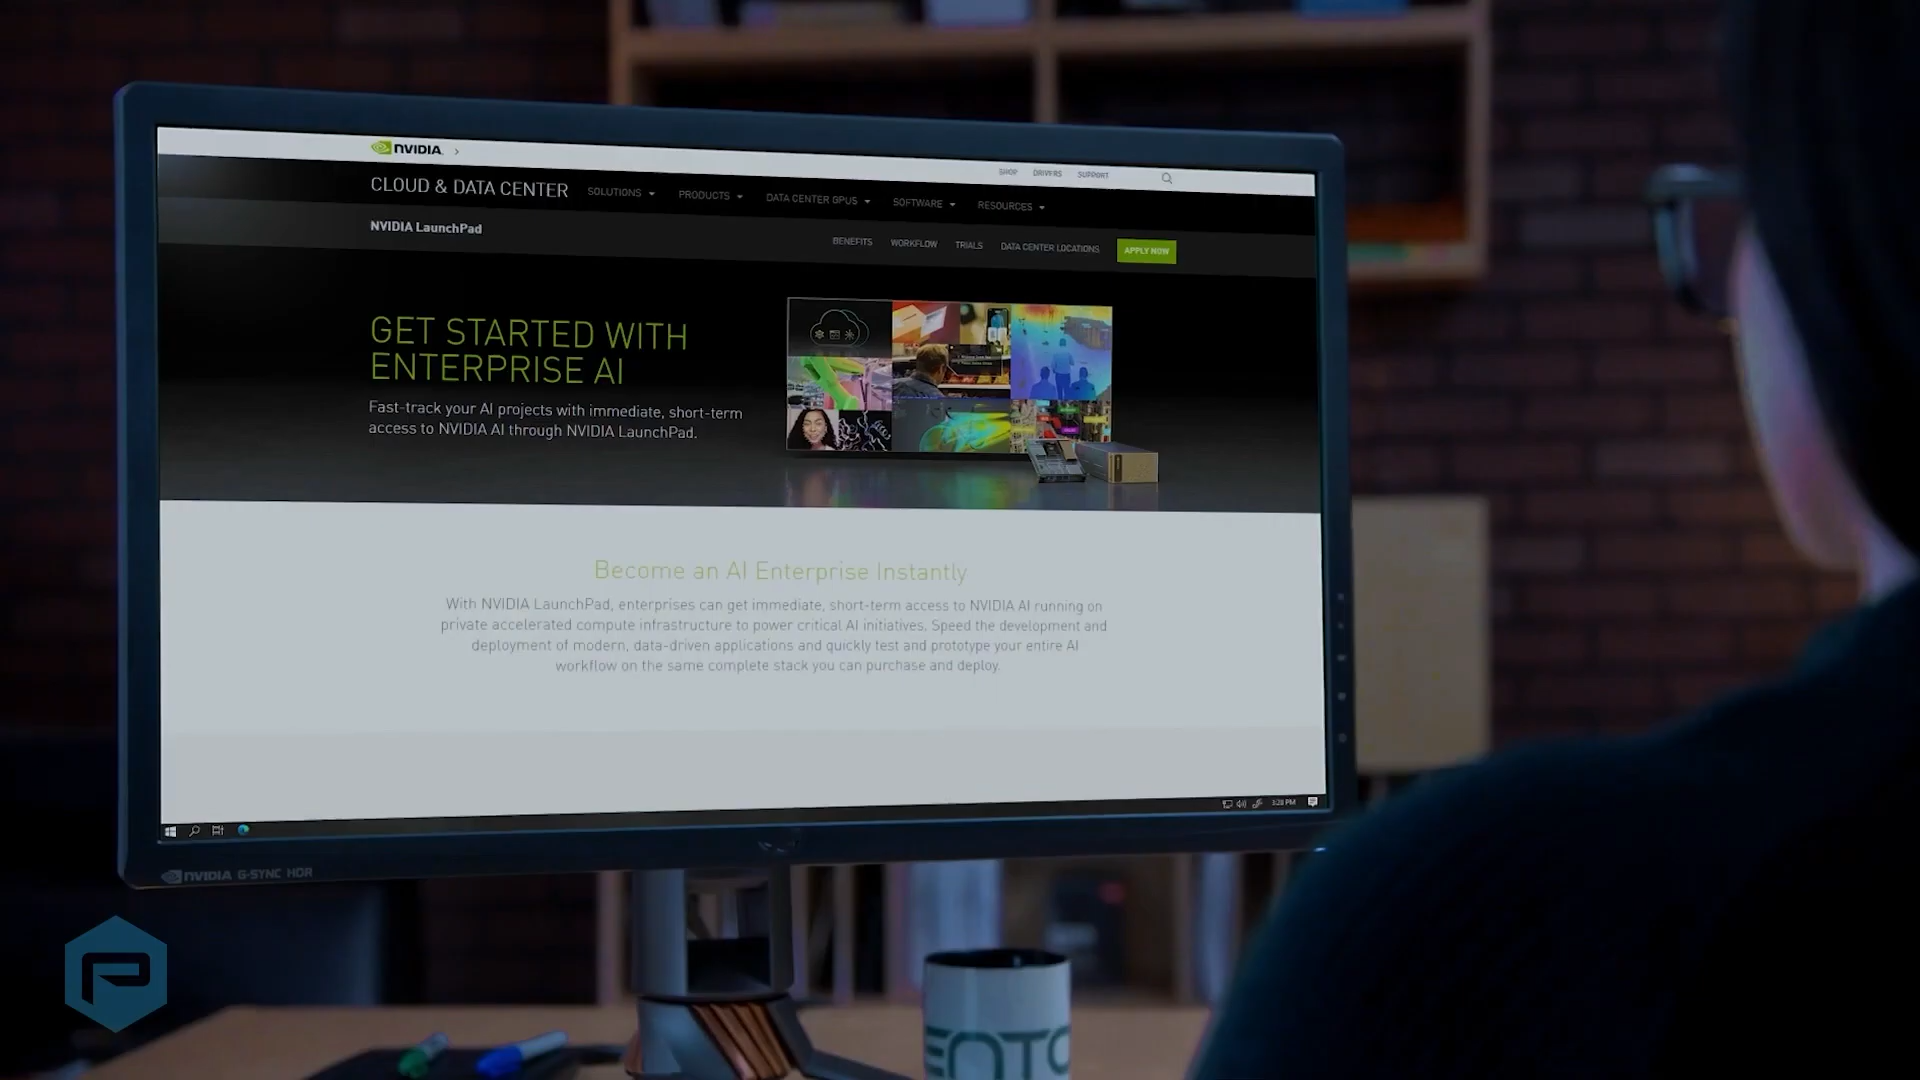 NVIDIA
SHOP DRIVERS SUPPORT
CLOUD & DATA CENTER SOLUTIONS PRODUCTS DATA CENTER GPUS SOFTWARE RESOURCES
NVIDIA LaunchPad
BENEFITS WORKFLOW TRIALS DATA CENTER LOCATIONS APPLY NOW
GET STARTED WITH
ENTERPRISE AI
Fast-track your AI projects with immediate, short-term
access to NVIDIA AI through NVIDIA LaunchPad.
Become an AI Enterprise Instantly
With NVIDIA LaunchPad, enterprises can get immediate, short-term access to NVIDIA AI running on
private accelerated compute infrastructure to power critical AI initiatives. Speed the development and
deployment of modern, data-driven applications and quickly test and prototype your entire AI
workflow on the same complete stack you can purchase and deploy.
3:28 PM
NVIDIA G-SYNC HDR
P
ENTO